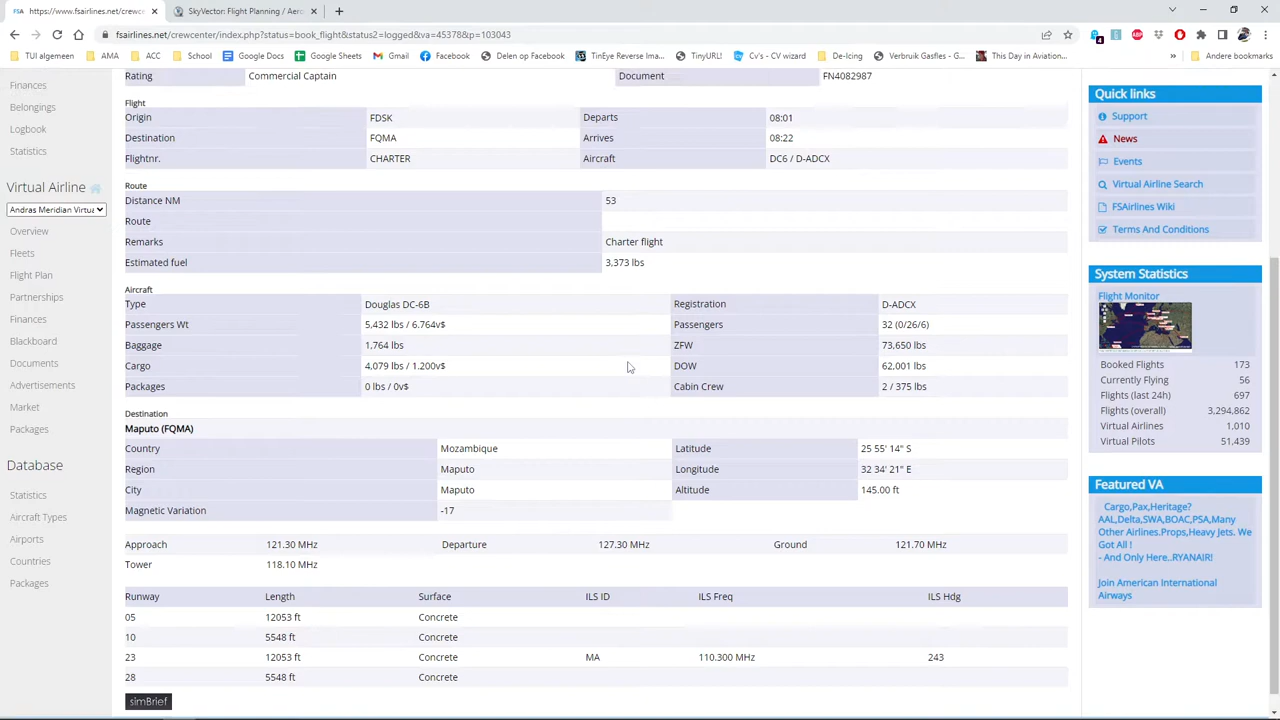 https://www.fsairlines.net/crewce
SkyVector: Flight Planning / Aero
fsairlines.net/crewcenter/index.php?status=book_flight&status2=logged&va=45378&p=103043
TUI algemeen
AMA
ACC
School
Google Docs
Google Sheets
Gmail
Facebook
Delen op Facebook
TinEye Reverse Imag...
TinyURL!
Cv's - CV wizard
De-Icing
Verbruik Gasfles - G...
This Day in Aviation...
»
Andere bookmarks
Finances
Belongings
Logbook
Statistics
Virtual Airline
Andras Meridian Virtua
Overview
Fleets
Flight Plan
Partnerships
Finances
Blackboard
Documents
Advertisements
Market
Packages
Database
Statistics
Aircraft Types
Airports
Countries
Packages
Rating Commercial Captain Document FN4082987
Flight
Origin FDSK Departs 08:01
Destination FQMA Arrives 08:22
Flightnr. CHARTER Aircraft DC6 / D-ADCX
Route
Distance NM 53
Route
Remarks Charter flight
Estimated fuel 3,373 lbs
Aircraft
Type Douglas DC-6B Registration D-ADCX
Passengers Wt 5,432 lbs / 6.764v$ Passengers 32 (0/26/6)
Baggage 1,764 lbs ZFW 73,650 lbs
Cargo 4,079 lbs / 1.200v$ DOW 62,001 lbs
Packages 0 lbs / 0v$ Cabin Crew 2 / 375 lbs
Destination
Maputo (FQMA)
Country Mozambique Latitude 25 55' 14" S
Region Maputo Longitude 32 34' 21" E
City Maputo Altitude 145.00 ft
Magnetic Variation -17
Approach 121.30 MHz Departure 127.30 MHz Ground 121.70 MHz
Tower 118.10 MHz
Runway Length Surface ILS ID ILS Freq ILS Hdg
05 12053 ft Concrete
10 5548 ft Concrete
23 12053 ft Concrete MA 110.300 MHz 243
28 5548 ft Concrete
simBrief
Quick links
Support
News
Events
Virtual Airline Search
FSAirlines Wiki
Terms And Conditions
System Statistics
Flight Monitor
Booked Flights 173
Currently Flying 56
Flights (last 24h) 697
Flights (overall) 3,294,862
Virtual Airlines 1,010
Virtual Pilots 51,439
Featured VA
Cargo,Pax,Heritage?
AAL,Delta,SWA,BOAC,PSA,Many
Other Airlines.Props,Heavy Jets. We
Got All !
- And Only Here..RYANAIR!
Join American International
Airways